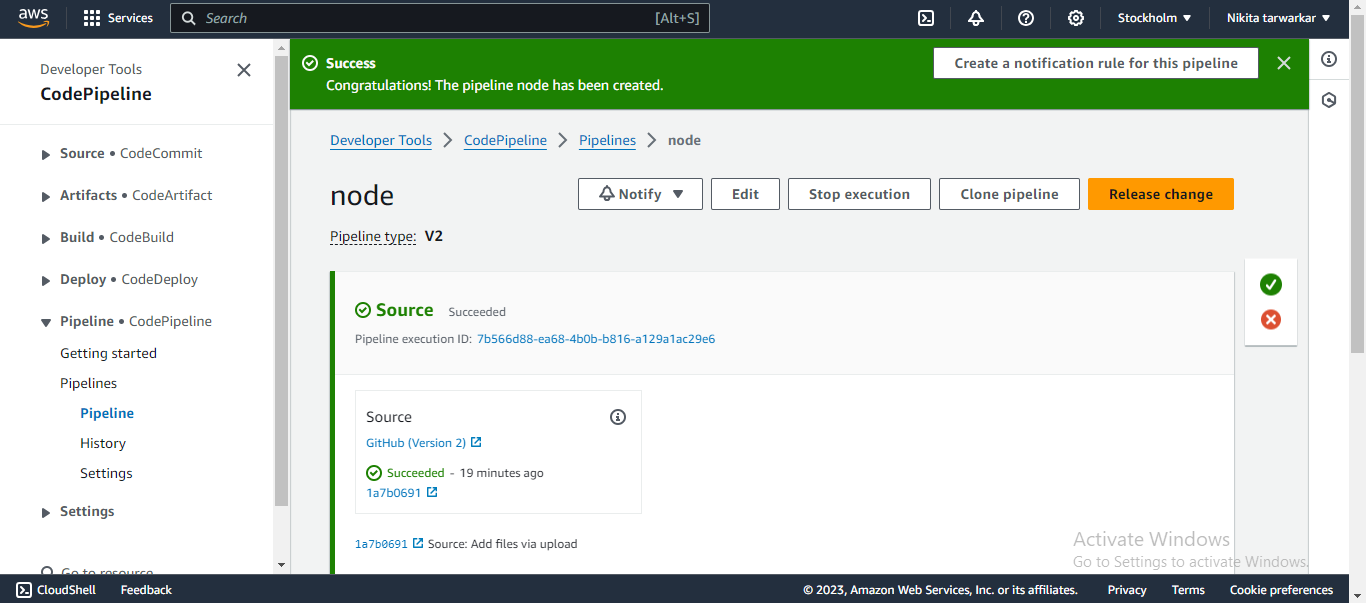 aws
Services
Search
[Alt+S]
Stockholm
Nikita tarwarkar
Developer Tools
CodePipeline
Source • CodeCommit
Artifacts • CodeArtifact
Build • CodeBuild
Deploy • CodeDeploy
Pipeline • CodePipeline
Getting started
Pipelines
Pipeline
History
Settings
Settings
Go to resource
Success
Congratulations! The pipeline node has been created.
Create a notification rule for this pipeline
Developer Tools > CodePipeline > Pipelines > node
node
Notify
Edit
Stop execution
Clone pipeline
Release change
Pipeline type: V2
Source Succeeded
Pipeline execution ID: 7b566d88-ea68-4b0b-b816-a129a1ac29e6
Source
GitHub (Version 2)
Succeeded - 19 minutes ago
1a7b0691
1a7b0691 Source: Add files via upload
Activate Windows
Go to Settings to activate Windows.
CloudShell
Feedback
© 2023, Amazon Web Services, Inc. or its affiliates.
Privacy
Terms
Cookie preferences